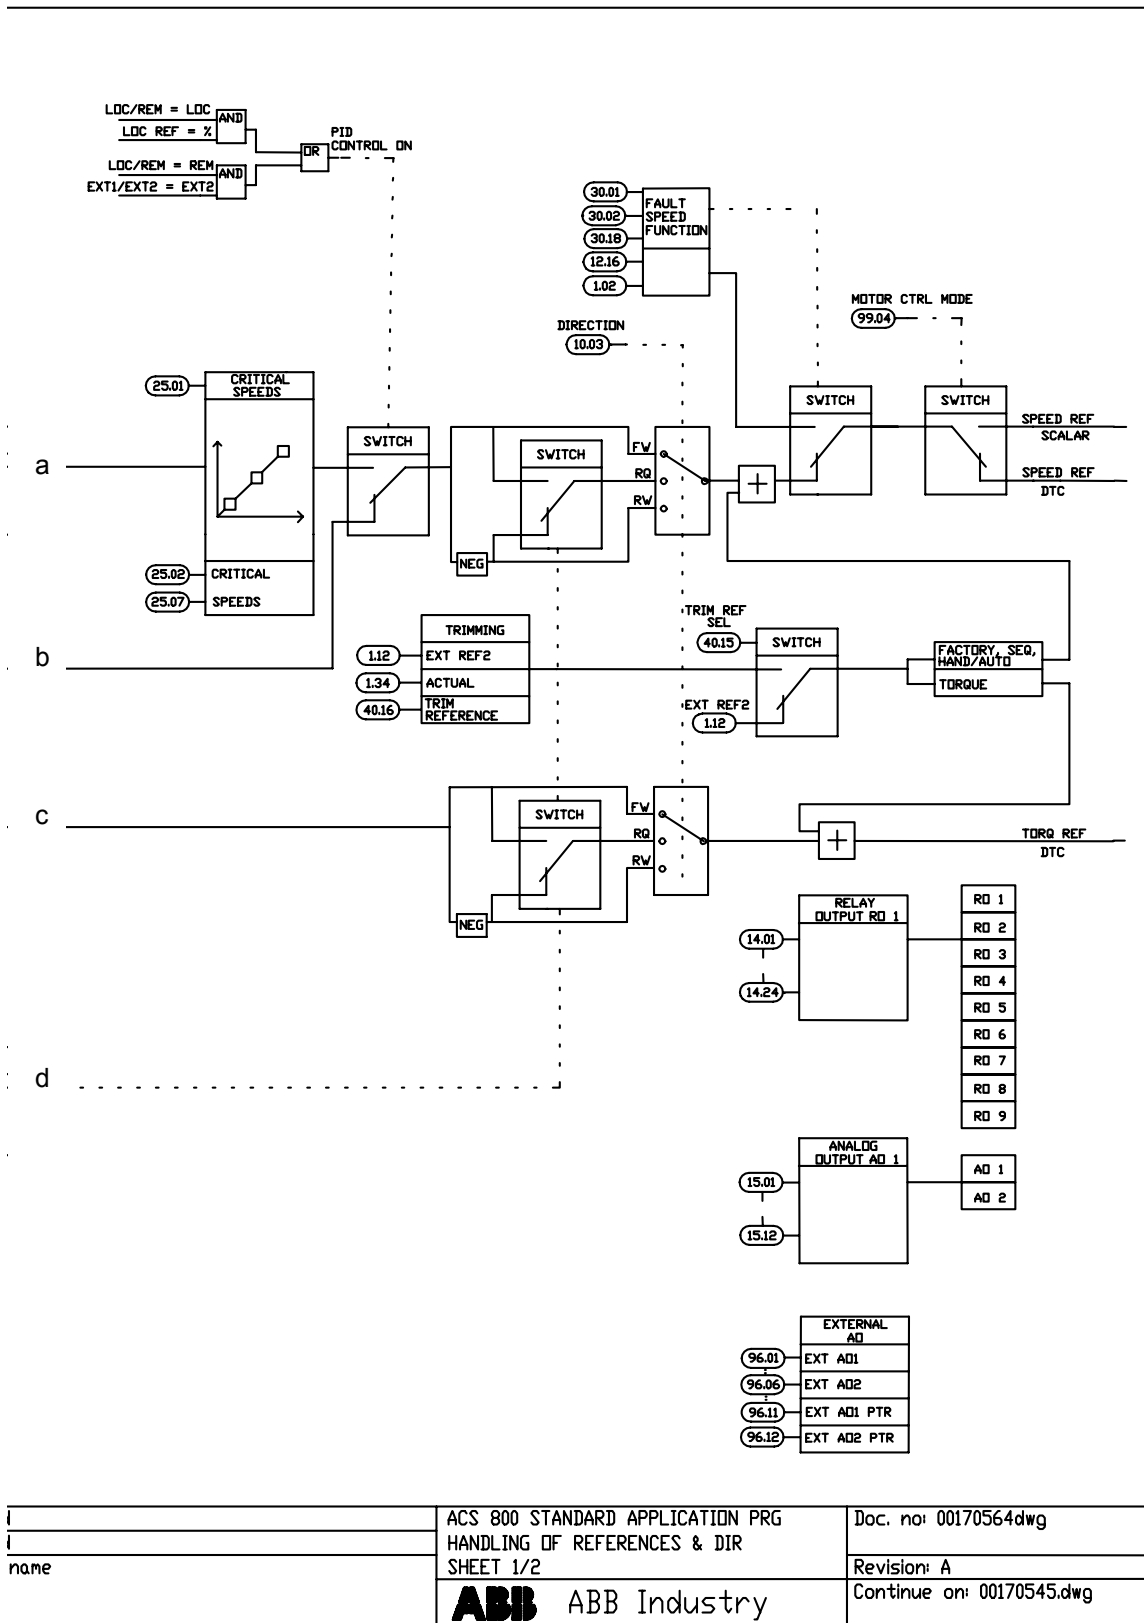 LOC/REM = LOC
LOC REF = %
AND
LOC/REM = REM
EXT1/EXT2 = EXT2
AND
OR
PID
CONTROL ON
30.01
30.02
30.18
12.16
1.02
FAULT
SPEED
FUNCTION
MOTOR CTRL MODE
99.04
DIRECTION
10.03
25.01
CRITICAL
SPEEDS
SWITCH
SWITCH
SWITCH
SWITCH
FW
RQ
RW
NEG
+
SPEED REF
SCALAR
SPEED REF
DTC
a
25.02
CRITICAL
25.07
SPEEDS
b
TRIMMING
1.12
EXT REF2
1.34
ACTUAL
40.16
TRIM
REFERENCE
TRIM REF
SEL
40.15
SWITCH
EXT REF2
1.12
FACTORY, SEQ,
HAND/AUTO
TORQUE
c
SWITCH
FW
RQ
RW
NEG
+
TORQ REF
DTC
RELAY
OUTPUT RO 1
14.01
14.24
RO 1
RO 2
RO 3
RO 4
RO 5
RO 6
RO 7
RO 8
RO 9
d
ANALOG
OUTPUT AO 1
15.01
15.12
AO 1
AO 2
EXTERNAL
AO
96.01
EXT AO1
96.06
EXT AO2
96.11
EXT AO1 PTR
96.12
EXT AO2 PTR
name
ACS 800 STANDARD APPLICATION PRG
HANDLING OF REFERENCES & DIR
SHEET 1/2
ABB ABB Industry
Doc. no: 00170564dwg
Revision: A
Continue on: 00170545.dwg